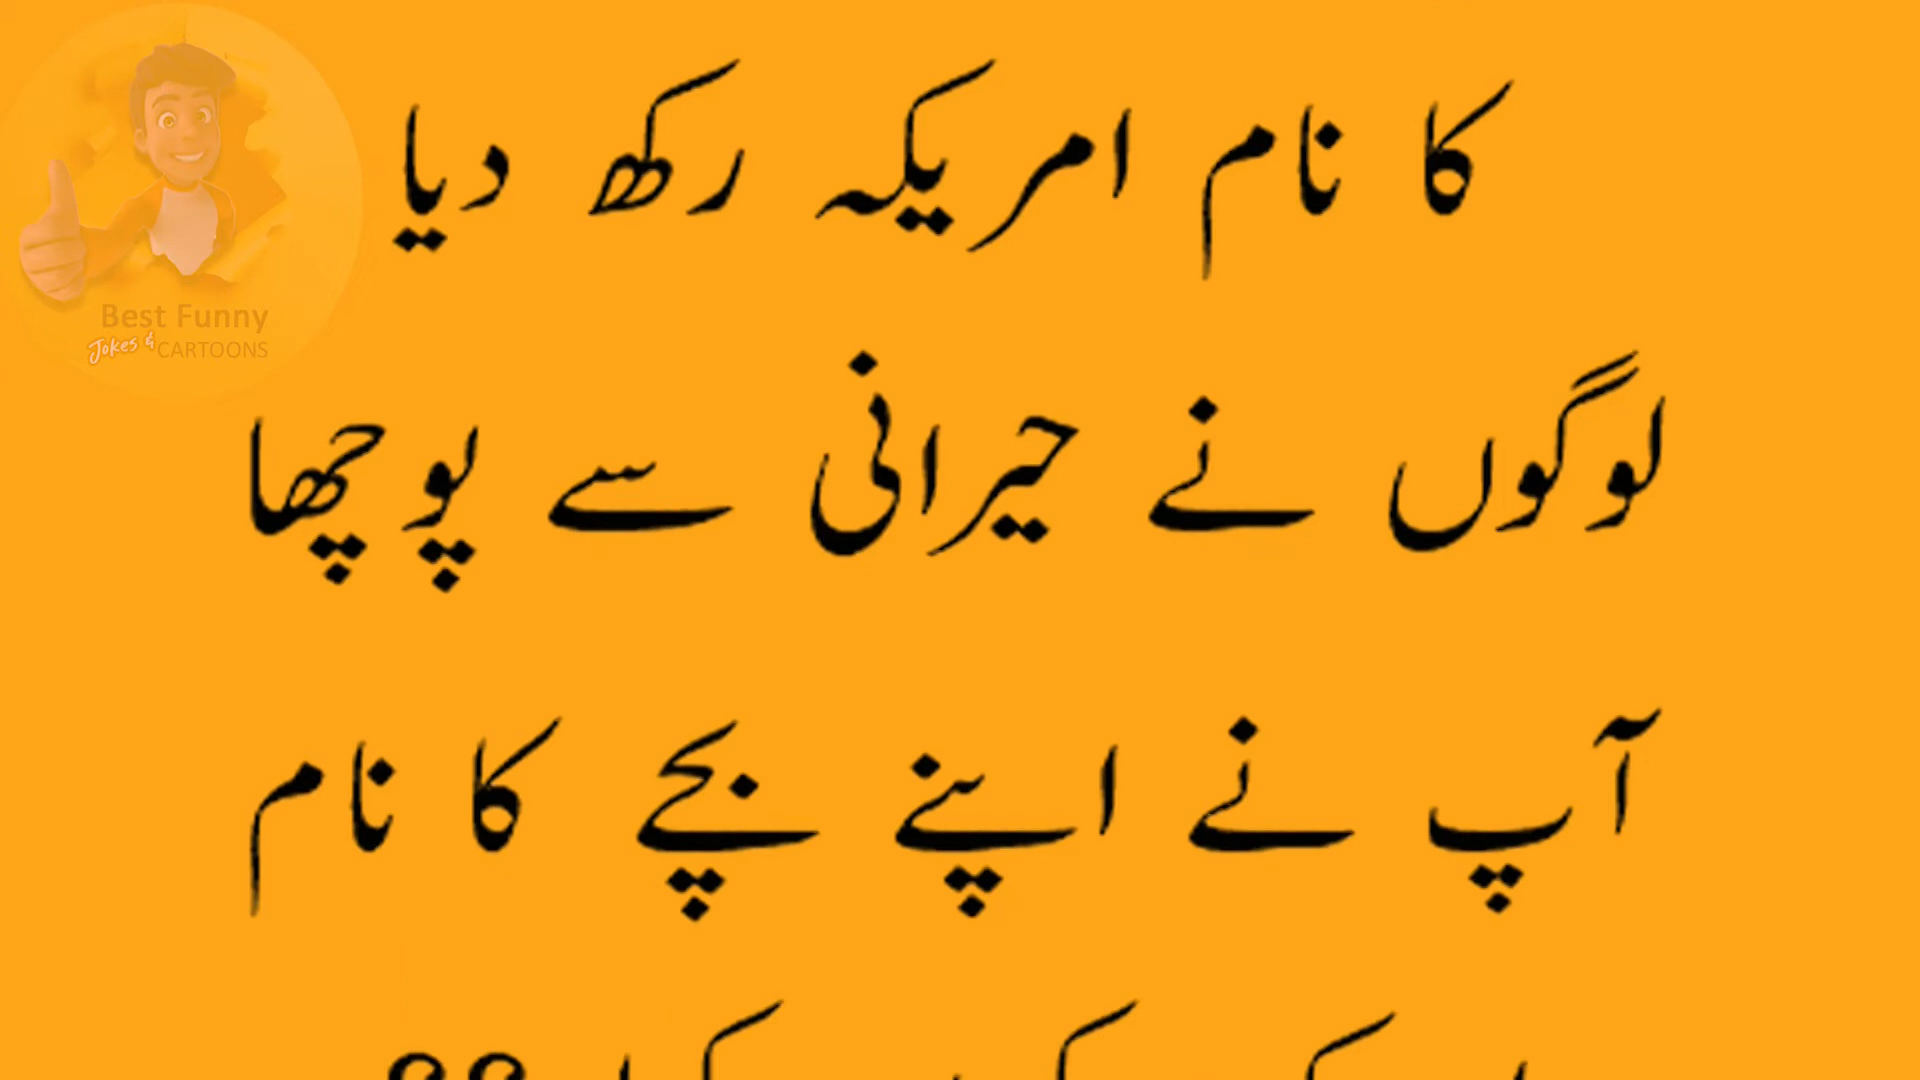 کا نام امریکہ رکھ دیا
لوگوں نے حیرانی سے پوچھا
آپ نے اپنے بچے کا نام
Best Funny
Jokes & CARTOONS